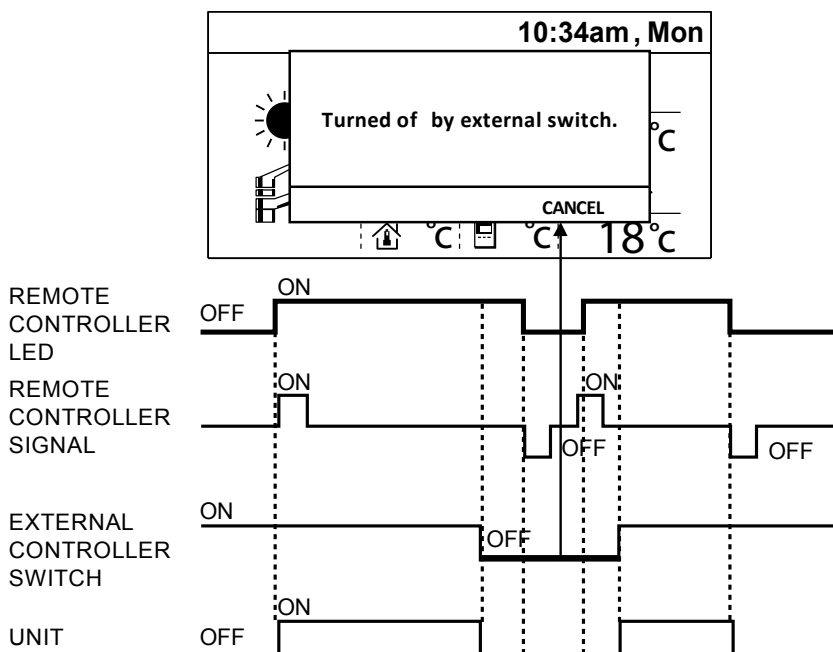 10:34am , Mon
Turned of by external switch.
°c
CANCEL
°c °c 18°c
ON
REMOTE CONTROLLER LED
OFF
ON ON
REMOTE CONTROLLER SIGNAL
OFF OFF
ON
EXTERNAL CONTROLLER SWITCH
OFF
ON
UNIT OFF